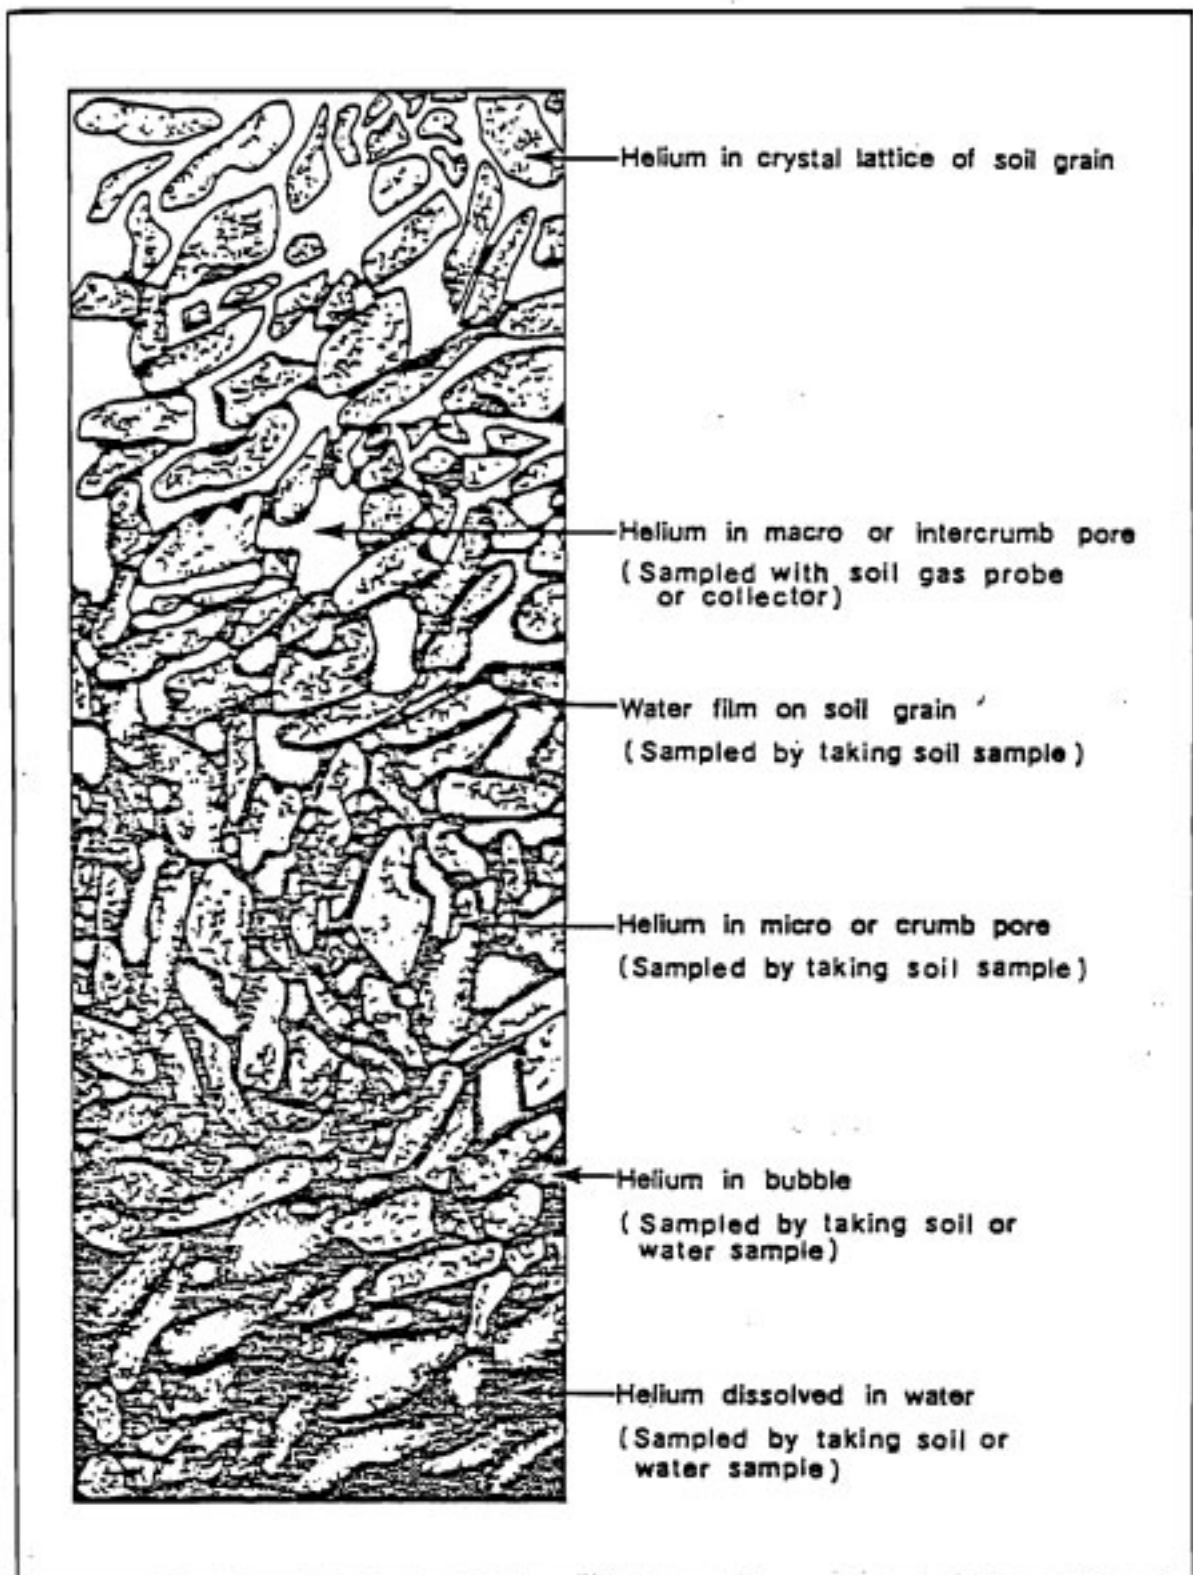 Helium in crystal lattice of soil grain
Helium in macro or intercrumb pore
(Sampled with soil gas probe
or collector)
Water film on soil grain
(Sampled by taking soil sample)
Helium in micro or crumb pore
(Sampled by taking soil sample)
Helium in bubble
(Sampled by taking soil or
water sample)
Helium dissolved in water
(Sampled by taking soil or
water sample)